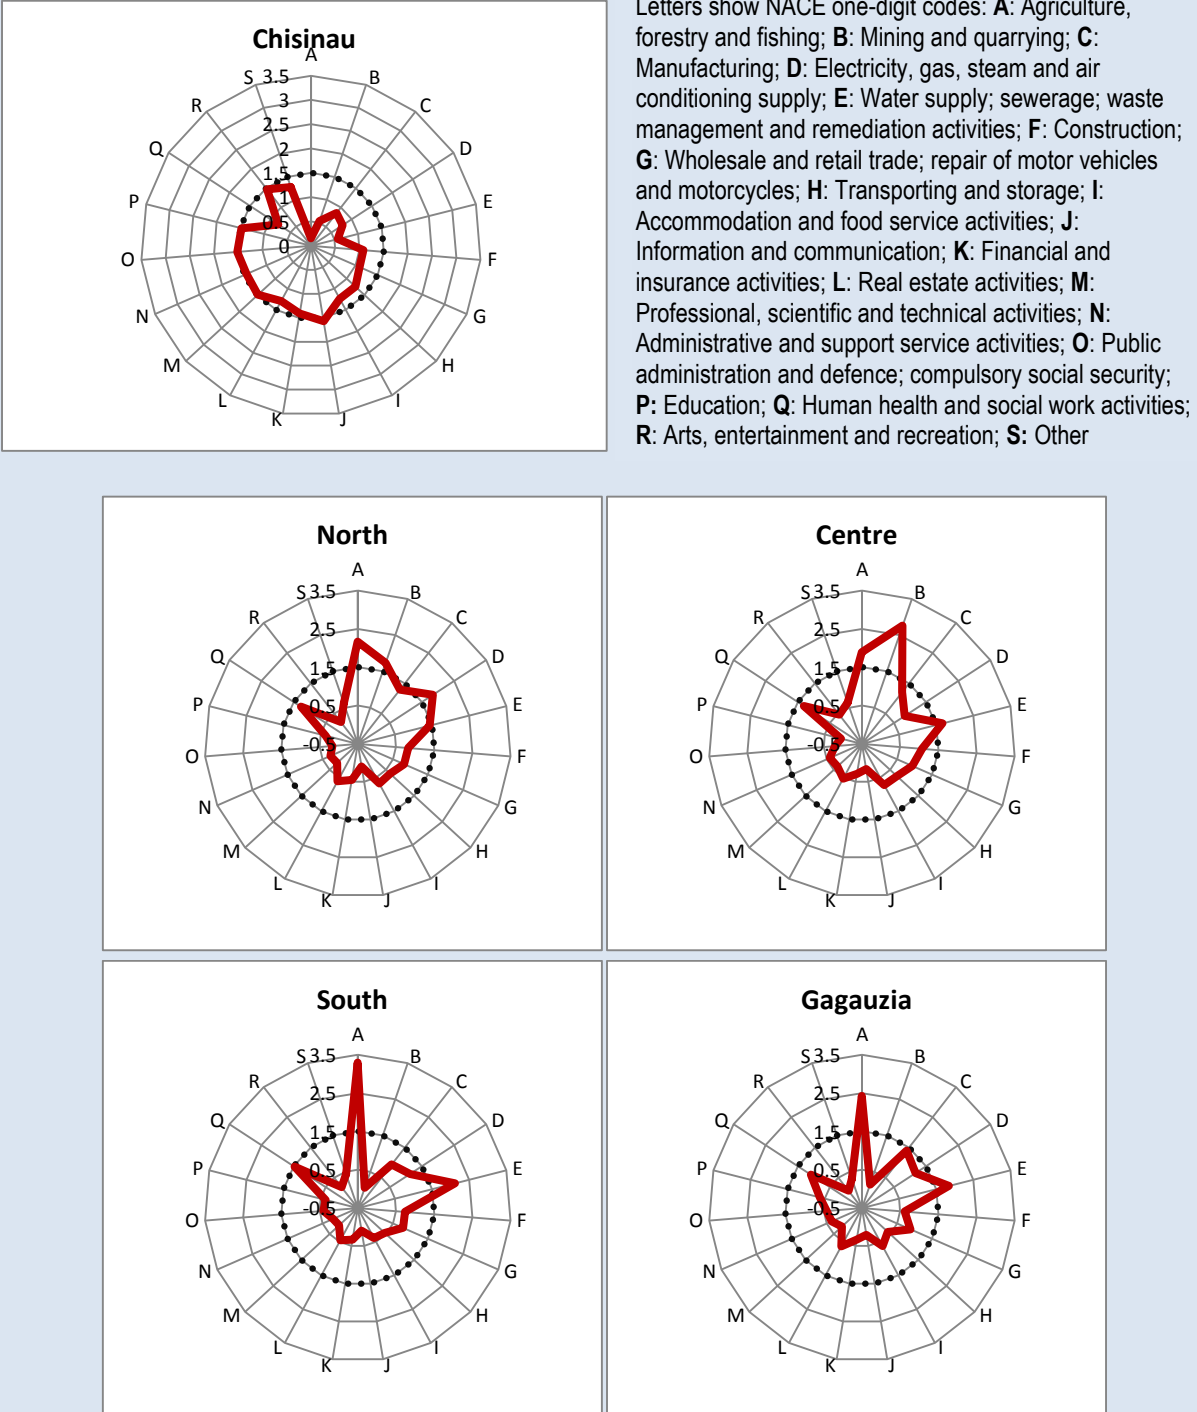 Letters show NACE one-digit codes: A: Agriculture,
forestry and fishing; B: Mining and quarrying; C:
Manufacturing; D: Electricity, gas, steam and air
conditioning supply; E: Water supply; sewerage; waste
management and remediation activities; F: Construction;
G: Wholesale and retail trade; repair of motor vehicles
and motorcycles; H: Transporting and storage; I:
Accommodation and food service activities; J:
Information and communication; K: Financial and
insurance activities; L: Real estate activities; M:
Professional, scientific and technical activities; N:
Administrative and support service activities; O: Public
administration and defence; compulsory social security;
P: Education; Q: Human health and social work activities;
R: Arts, entertainment and recreation; S: Other
Chisinau
A
B
C
D
E
F
G
H
I
J
K
L
M
N
O
P
Q
R
S
3.5
3
2.5
2
1.5
1
0.5
0
North
A
B
C
D
E
F
G
H
I
J
K
L
M
N
O
P
Q
R
S
3.5
2.5
1.5
0.5
-0.5
Centre
A
B
C
D
E
F
G
H
I
J
K
L
M
N
O
P
Q
R
S
3.5
2.5
1.5
0.5
-0.5
South
A
B
C
D
E
F
G
H
I
J
K
L
M
N
O
P
Q
R
S
3.5
2.5
1.5
0.5
-0.5
Gagauzia
A
B
C
D
E
F
G
H
I
J
K
L
M
N
O
P
Q
R
S
3.5
2.5
1.5
0.5
-0.5